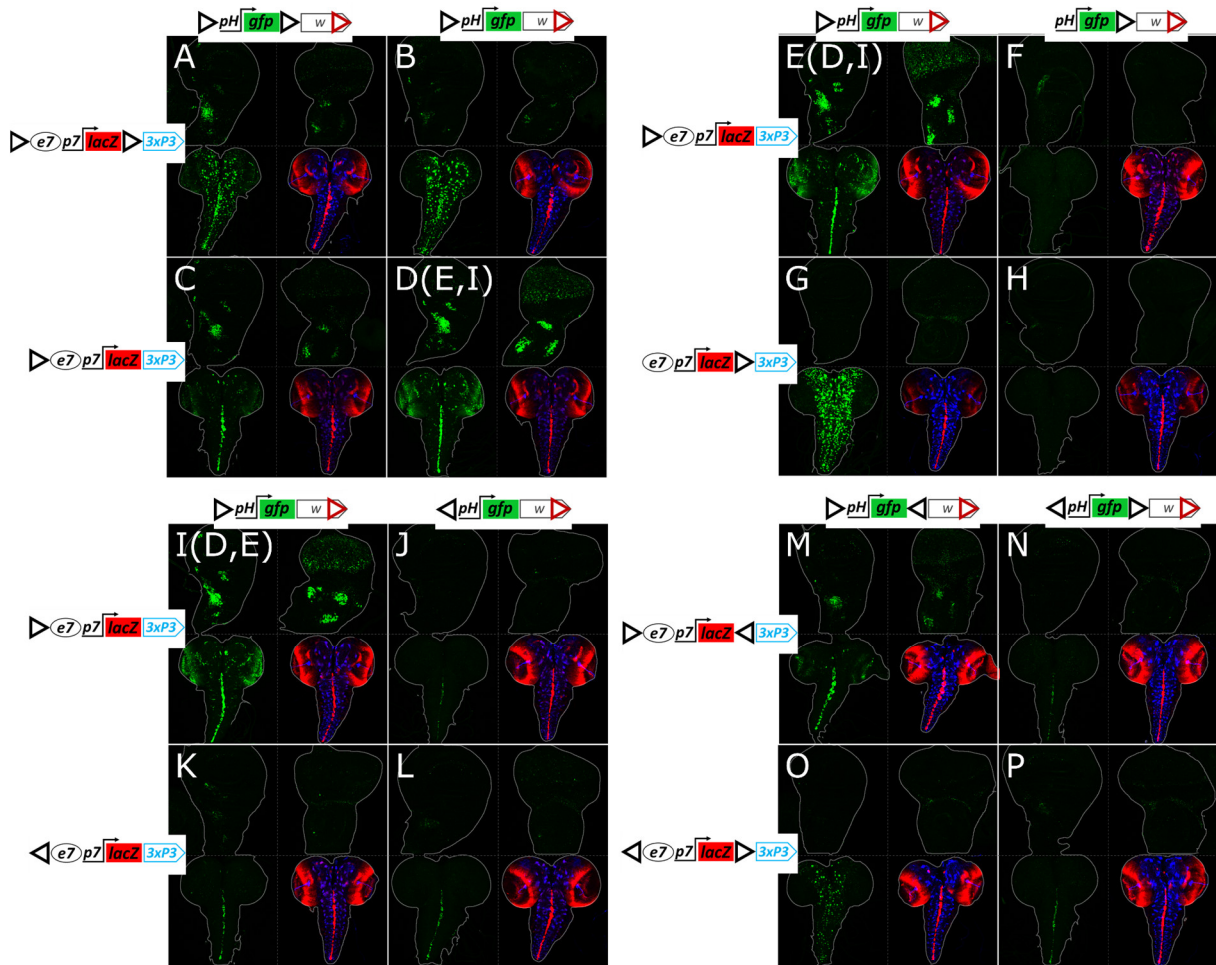 pH gfp w
pH gfp w
pH gfp w
pH gfp w
A
B
E(D,I)
F
e7 p7 lacZ 3xP3
e7 p7 lacZ 3xP3
C
D(E,I)
G
H
e7 p7 lacZ 3xP3
e7 p7 lacZ 3xP3
pH gfp w
pH gfp w
pH gfp w
pH gfp w
I(D,E)
J
M
N
e7 p7 lacZ 3xP3
e7 p7 lacZ 3xP3
K
L
O
P
e7 p7 lacZ 3xP3
e7 p7 lacZ 3xP3